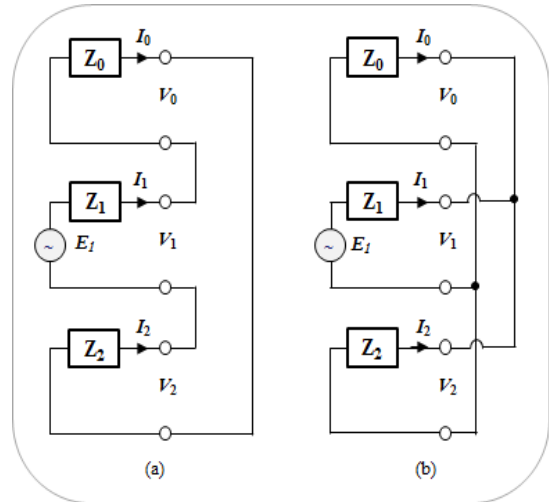 I0 I0
Z0 Z0
V0 V0
I1 I1
Z1 Z1
~ E1 V1 ~ E1 V1
I2 I2
Z2 Z2
V2 V2
(a) (b)